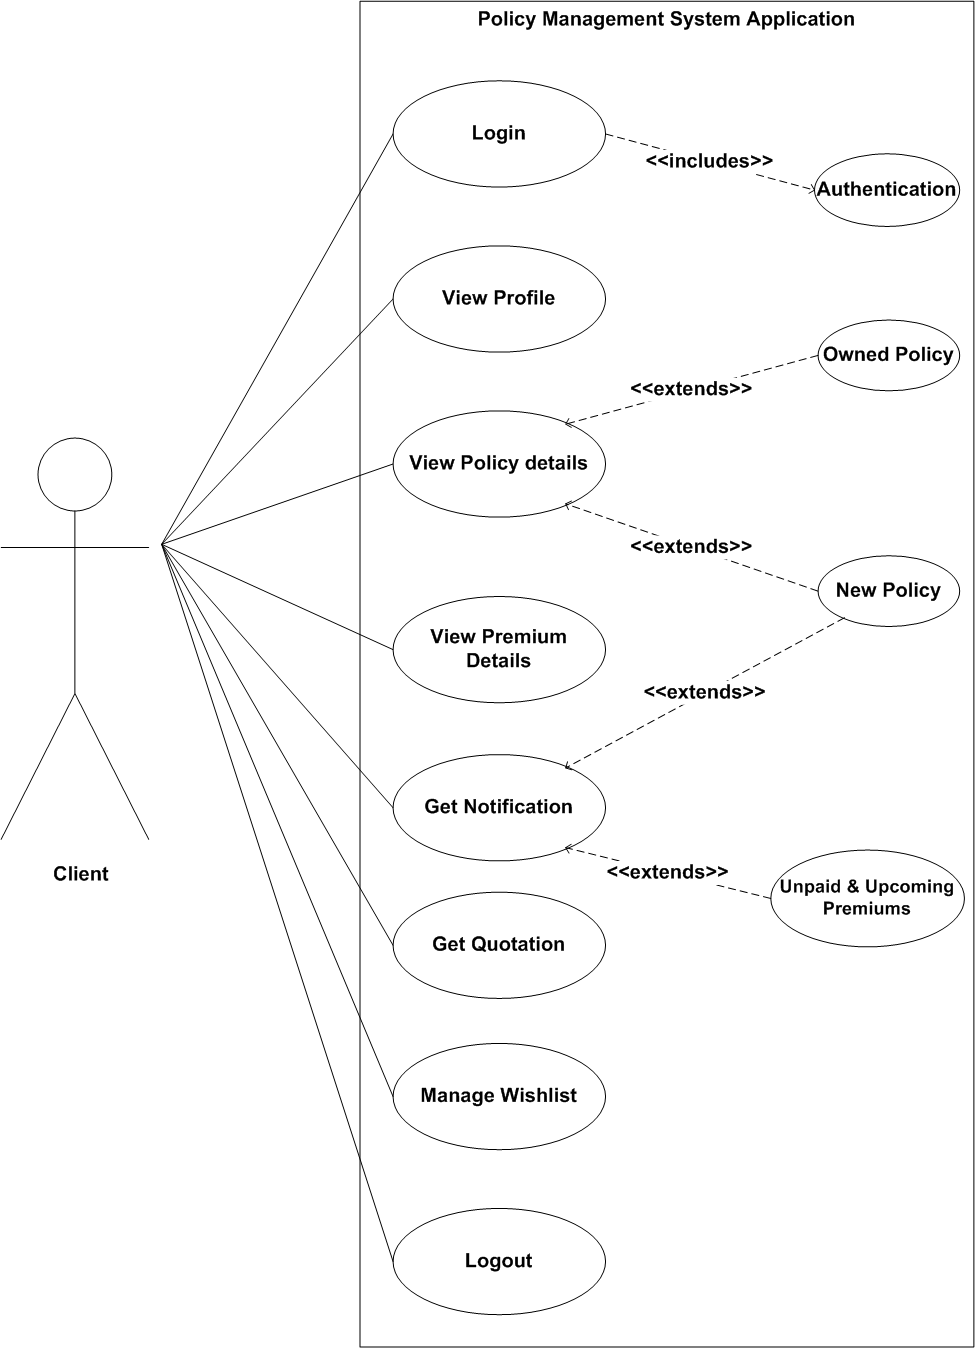 Policy Management System Application
Login
<<includes>>
Authentication
View Profile
Owned Policy
<<extends>>
View Policy details
<<extends>>
New Policy
View Premium
Details
<<extends>>
Get Notification
Client
<<extends>>
Unpaid & Upcoming
Premiums
Get Quotation
Manage Wishlist
Logout